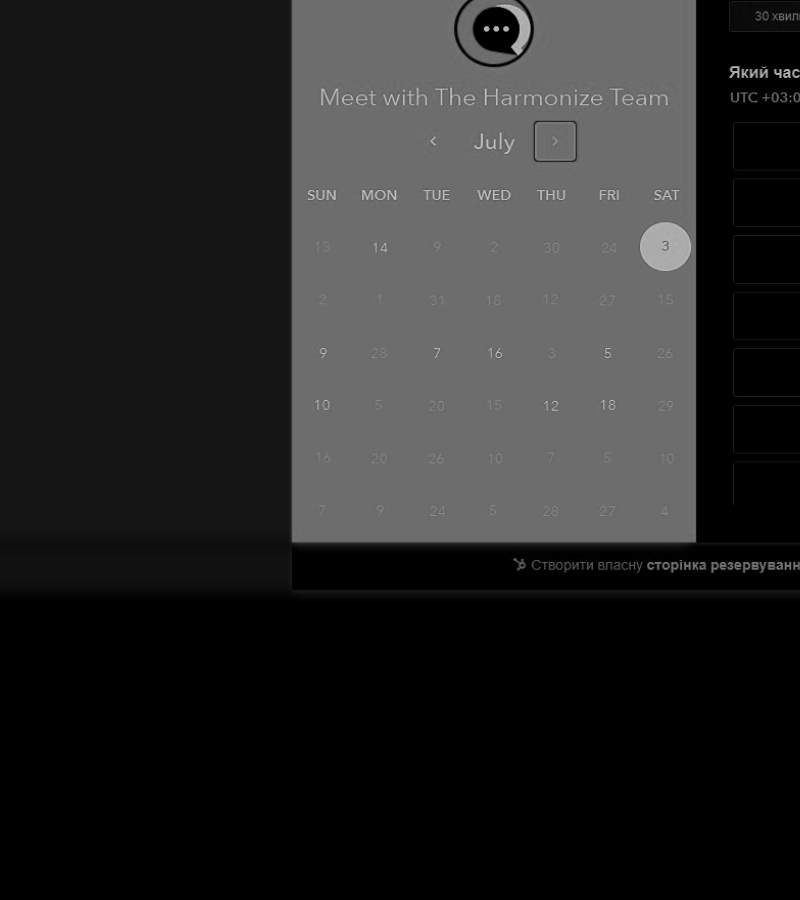 30 хвили
Який час
UTC +03:0
Meet with The Harmonize Team
July
SUN MON TUE WED THU FRI SAT
13 14 9 2 30 24 3
2 1 31 18 12 27 15
9 28 7 16 3 5 26
10 5 20 15 12 18 29
16 20 26 10 7 5 10
7 9 24 5 28 27 4
Створити власну сторінка резервуванн